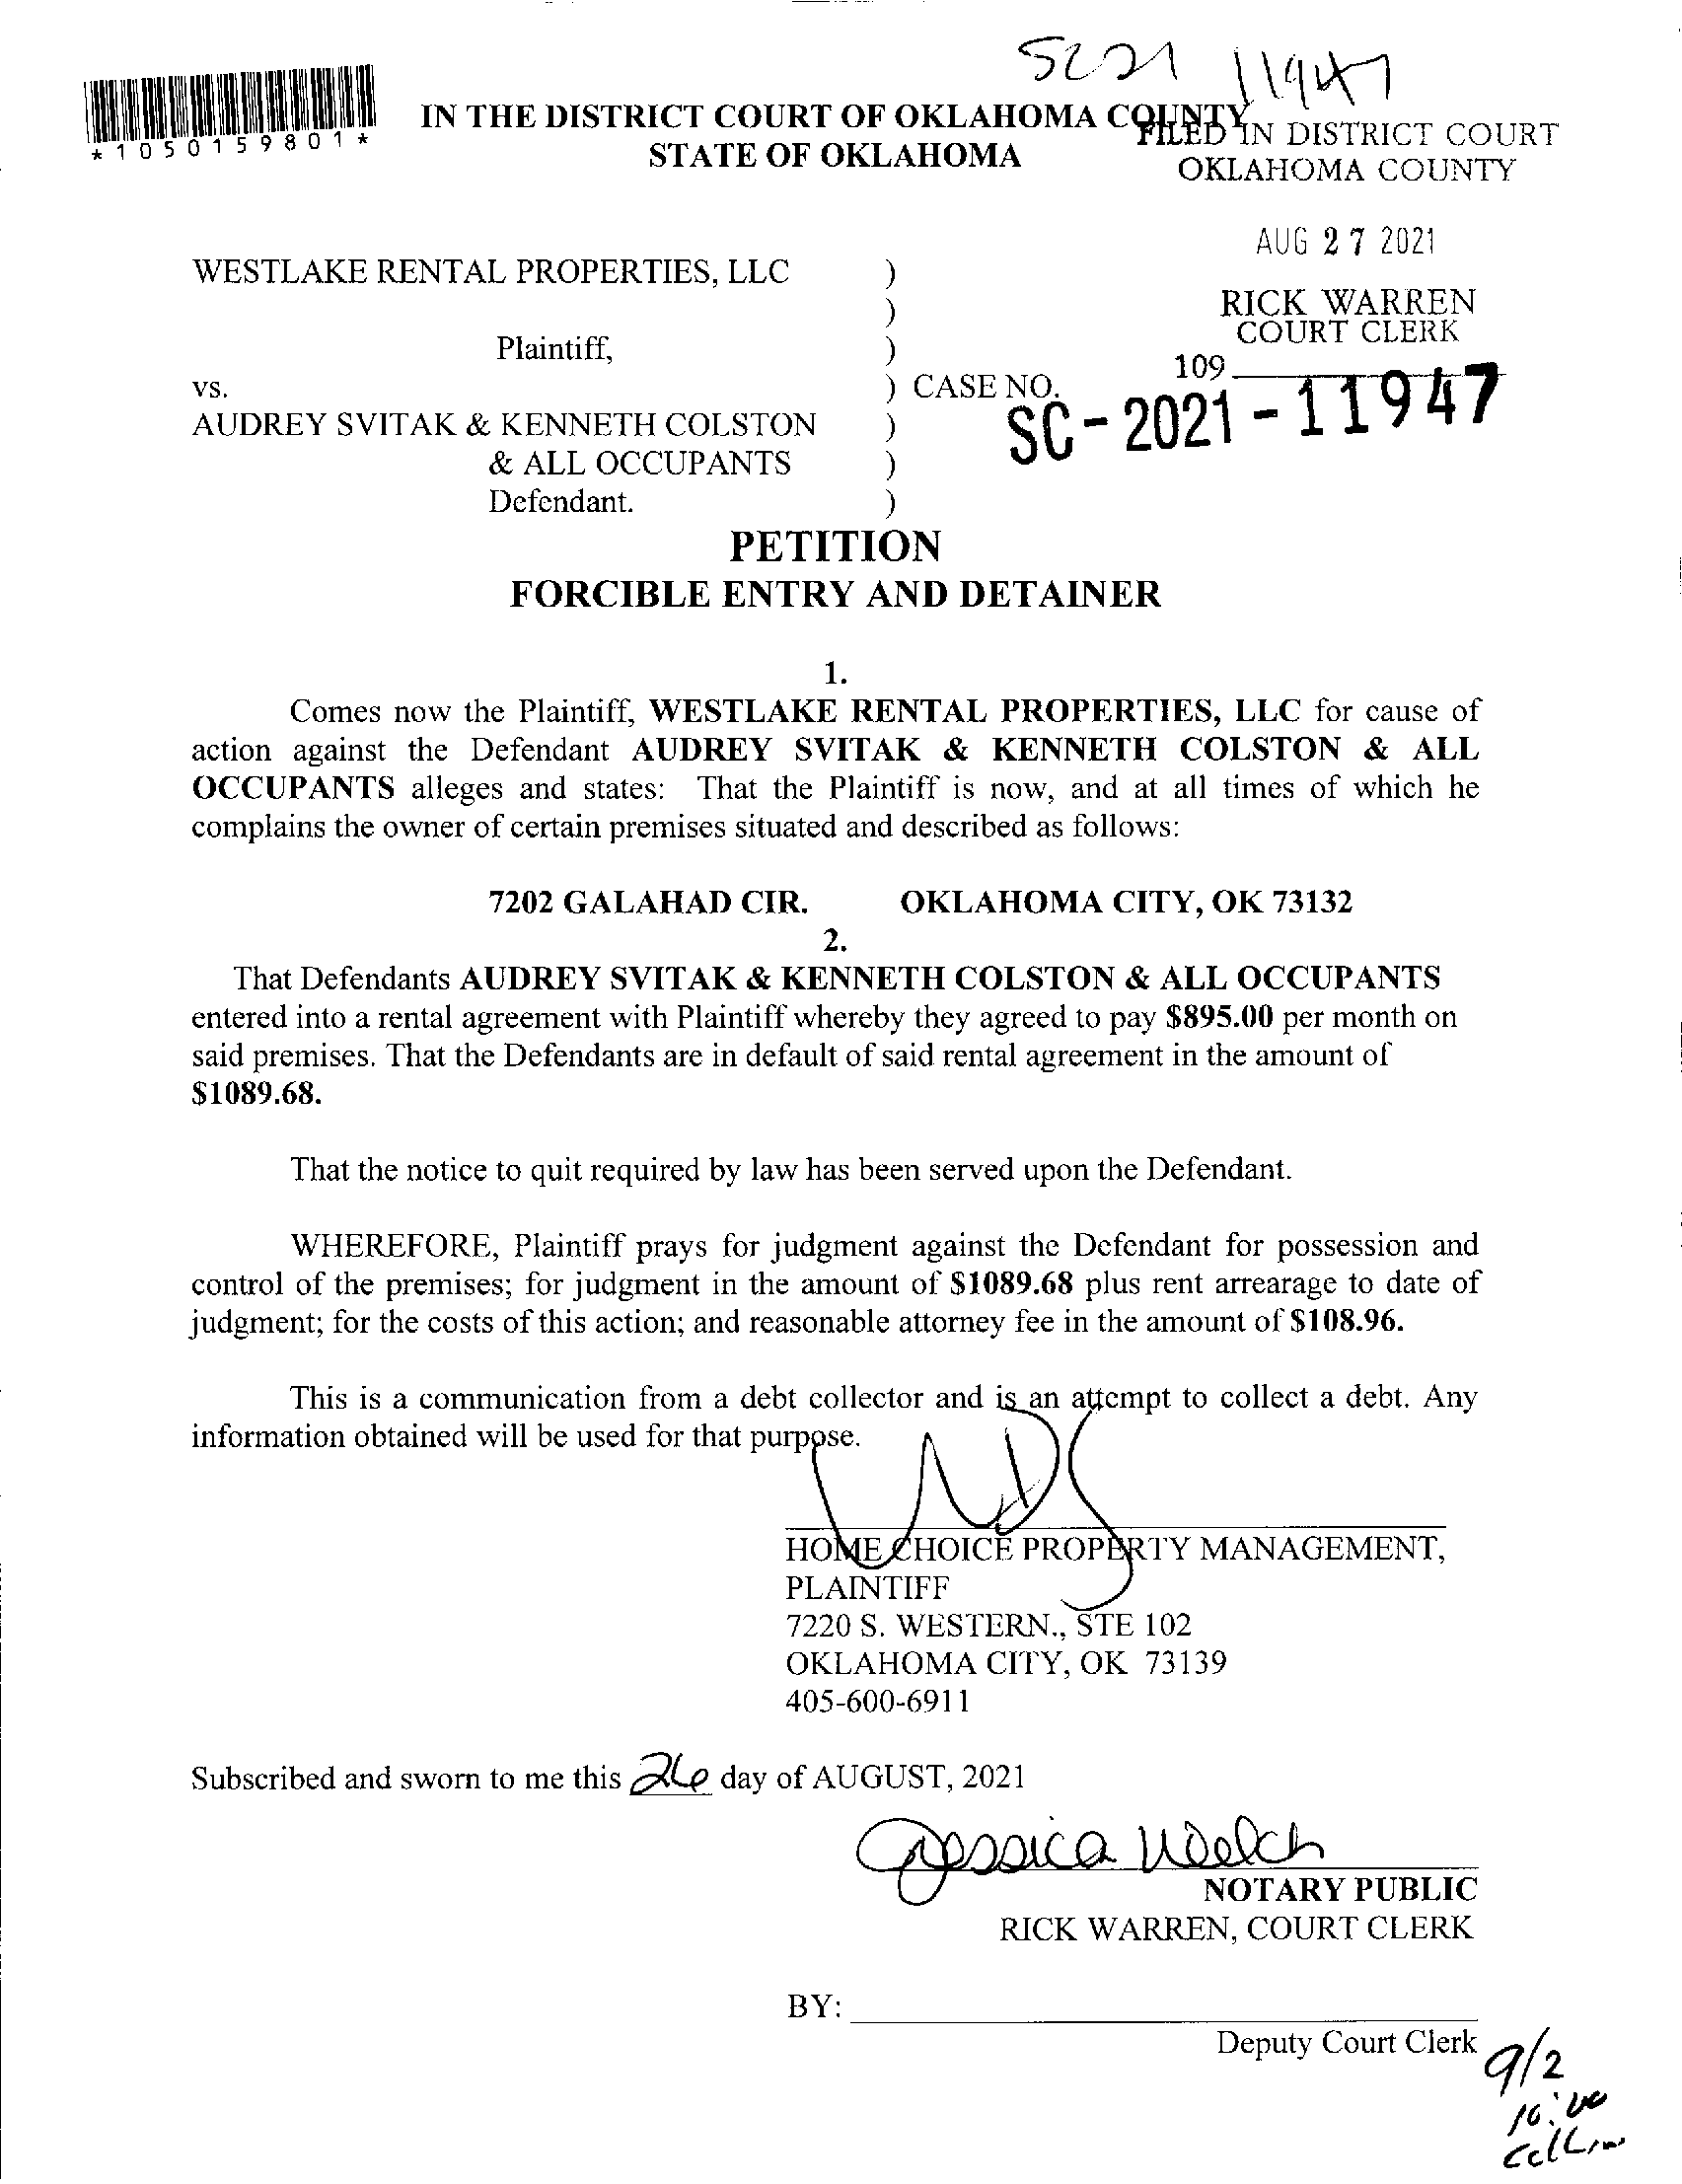 SC21 11947
*1050159801*
IN THE DISTRICT COURT OF OKLAHOMA COUNTY
STATE OF OKLAHOMA
FILED IN DISTRICT COURT
OKLAHOMA COUNTY
AUG 27 2021
RICK WARREN
COURT CLERK
109
WESTLAKE RENTAL PROPERTIES, LLC )
)
Plaintiff, )
vs. ) CASE NO.
SC-2021-11947
AUDREY SVITAK & KENNETH COLSTON )
& ALL OCCUPANTS )
Defendant. )
PETITION
FORCIBLE ENTRY AND DETAINER
1.
Comes now the Plaintiff, WESTLAKE RENTAL PROPERTIES, LLC for cause of
action against the Defendant AUDREY SVITAK & KENNETH COLSTON & ALL
OCCUPANTS alleges and states: That the Plaintiff is now, and at all times of which he
complains the owner of certain premises situated and described as follows:
7202 GALAHAD CIR. OKLAHOMA CITY, OK 73132
2.
That Defendants AUDREY SVITAK & KENNETH COLSTON & ALL OCCUPANTS
entered into a rental agreement with Plaintiff whereby they agreed to pay $895.00 per month on
said premises. That the Defendants are in default of said rental agreement in the amount of
$1089.68.
That the notice to quit required by law has been served upon the Defendant.
WHEREFORE, Plaintiff prays for judgment against the Defendant for possession and
control of the premises; for judgment in the amount of $1089.68 plus rent arrearage to date of
judgment; for the costs of this action; and reasonable attorney fee in the amount of $108.96.
This is a communication from a debt collector and is an attempt to collect a debt. Any
information obtained will be used for that purpose.
HOME CHOICE PROPERTY MANAGEMENT,
PLAINTIFF
7220 S. WESTERN., STE 102
OKLAHOMA CITY, OK 73139
405-600-6911
Subscribed and sworn to me this 26 day of AUGUST, 2021
Jessica Welch
NOTARY PUBLIC
RICK WARREN, COURT CLERK
BY:
Deputy Court Clerk
9/2
10:00